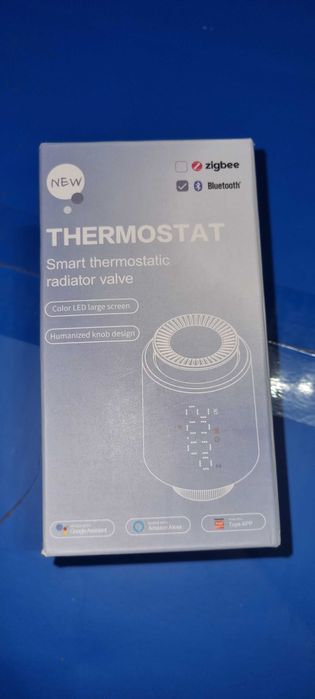 NEW
zigbee
Bluetooth
THERMOSTAT
Smart thermostatic
radiator valve
Color LED large screen
Humanized knob design
Google Assistant
Amazon Alexa
Tuya APP